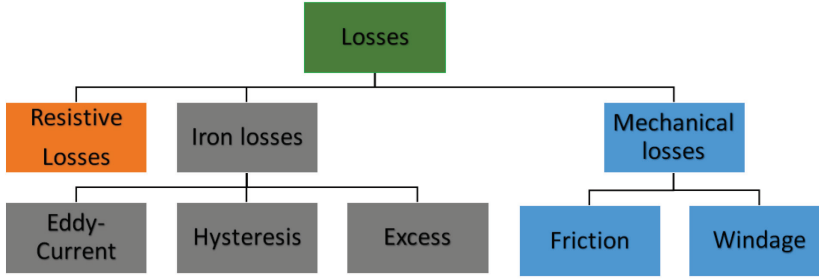 Losses
Resistive
Losses
Iron losses
Mechanical
losses
Eddy-
Current
Hysteresis
Excess
Friction
Windage